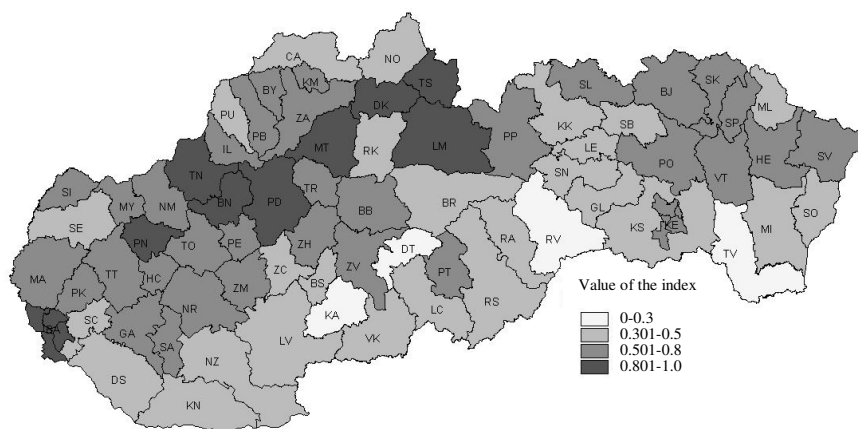 CA
NO
TS
KM
BY
DK
PU
ZA
PB
IL
MT
RK
LM
PP
SL
BJ
SK
SP
ML
KK
SB
LE
HE
SV
PO
VT
SN
TN
BN
PD
TR
BB
BR
SI
MY
NM
SE
PN
TO
PE
ZH
DT
RA
RV
GL
KS
KE
MI
SO
TV
MA
TT
HC
ZM
ZC
BS
ZV
PT
PK
NR
KA
LC
RS
SC
GA
SA
LV
VK
NZ
DS
KN
Value of the index
0-0.3
0.301-0.5
0.501-0.8
0.801-1.0